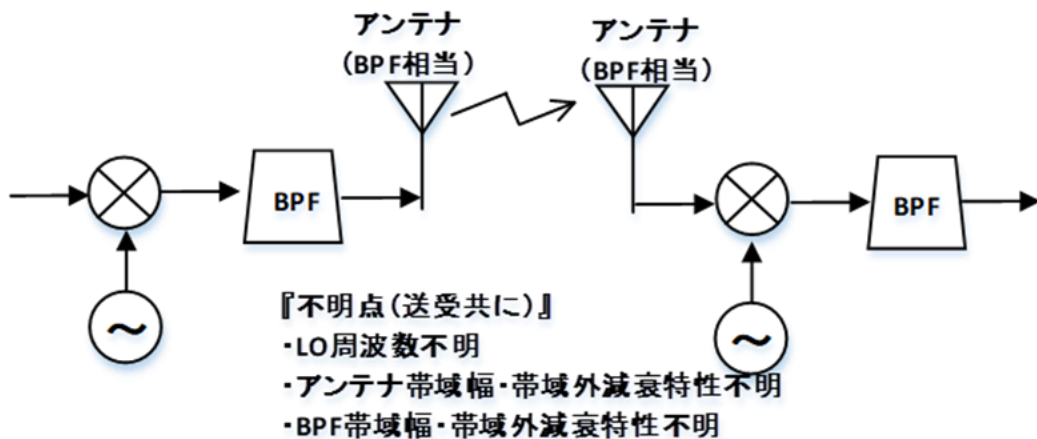 アンテナ
(BPF相当)
アンテナ
(BPF相当)
BPF
BPF
~
~
『不明点(送受共に)』
・LO周波数不明
・アンテナ帯域幅・帯域外減衰特性不明
・BPF帯域幅・帯域外減衰特性不明